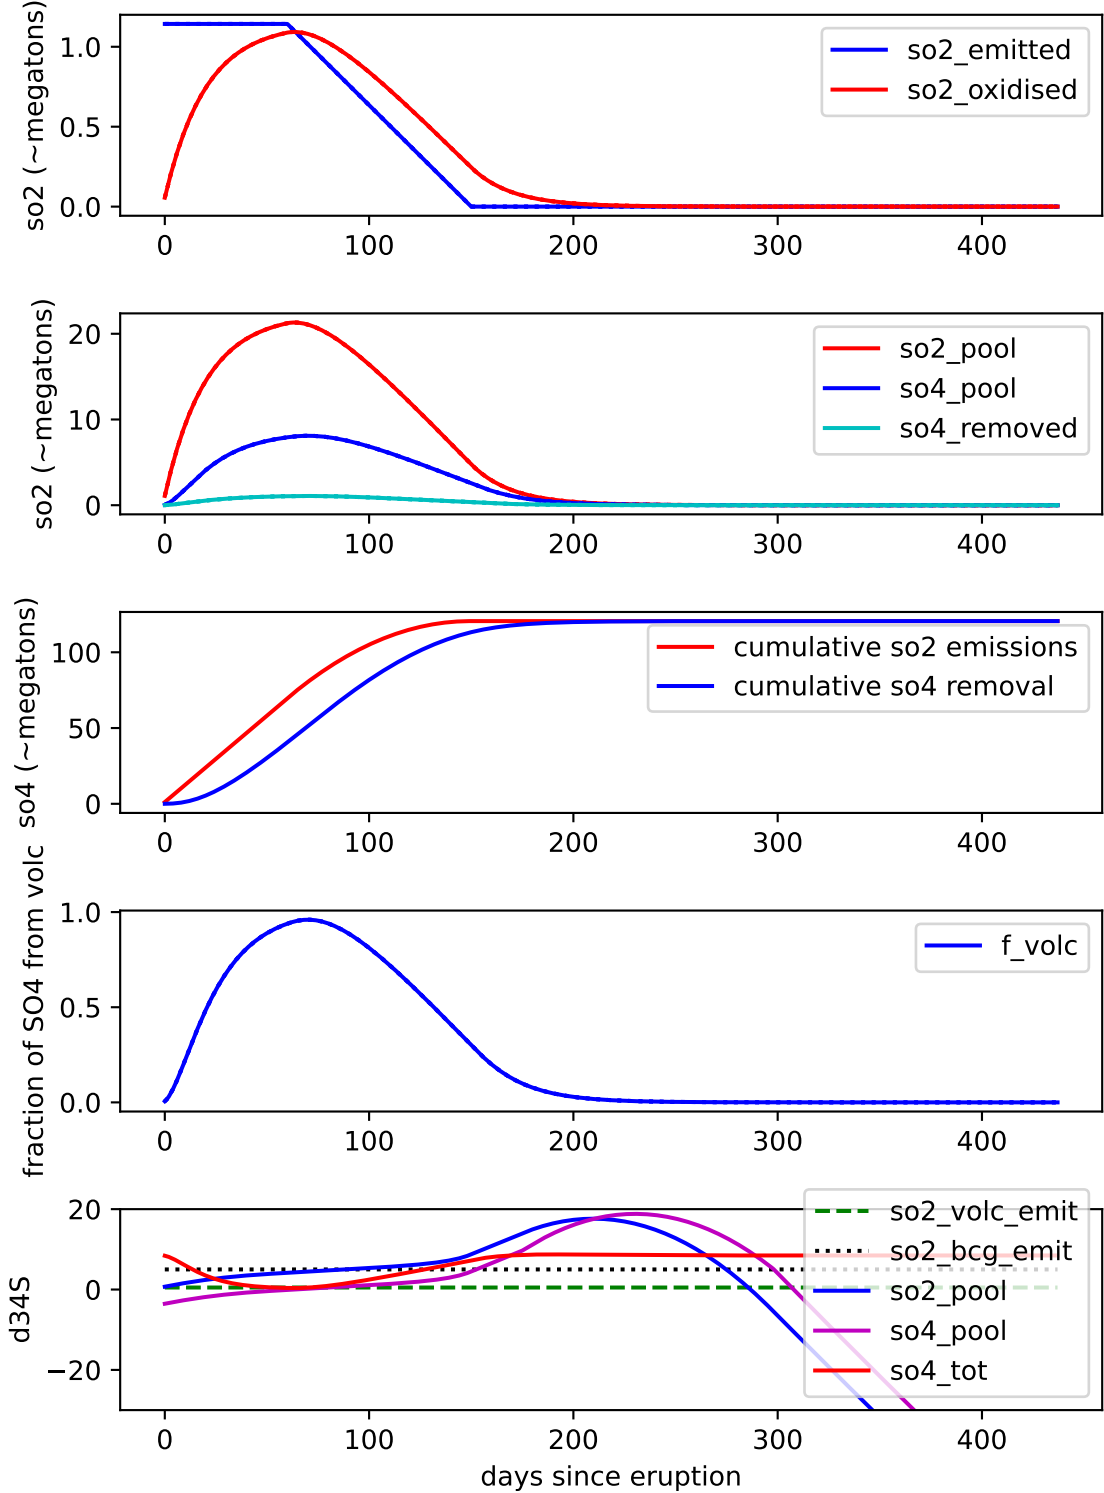 so2 (~megatons)
1.0
0.5
0.0
so2_emitted
so2_oxidised
0 100 200 300 400
so2 (~megatons)
20
10
0
so2_pool
so4_pool
so4_removed
0 100 200 300 400
so4 (~megatons)
100
50
0
cumulative so2 emissions
cumulative so4 removal
0 100 200 300 400
fraction of SO4 from volc
1.0
0.5
0.0
f_volc
0 100 200 300 400
d34S
20
0
−20
so2_volc_emit
so2_bcg_emit
so2_pool
so4_pool
so4_tot
0 100 200 300 400
days since eruption